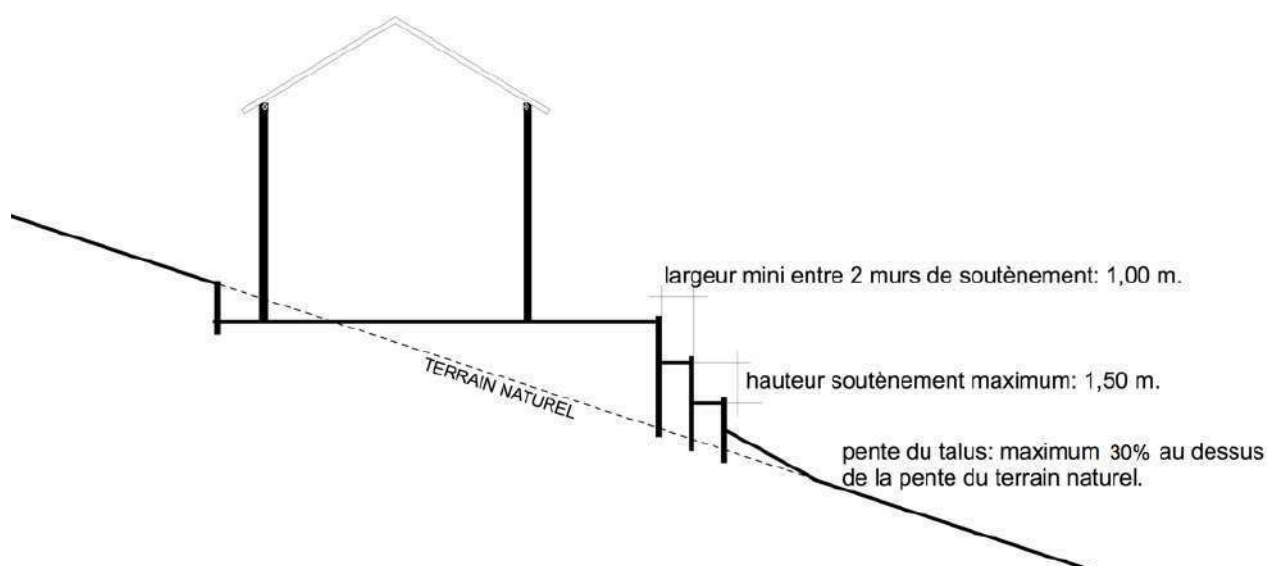 largeur mini entre 2 murs de soutènement: 1,00 m.
TERRAIN NATUREL
hauteur soutènement maximum: 1,50 m.
pente du talus: maximum 30% au dessus
de la pente du terrain naturel.